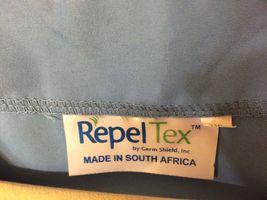 RepelTex™
by Germ Shield, Inc
MADE IN SOUTH AFRICA